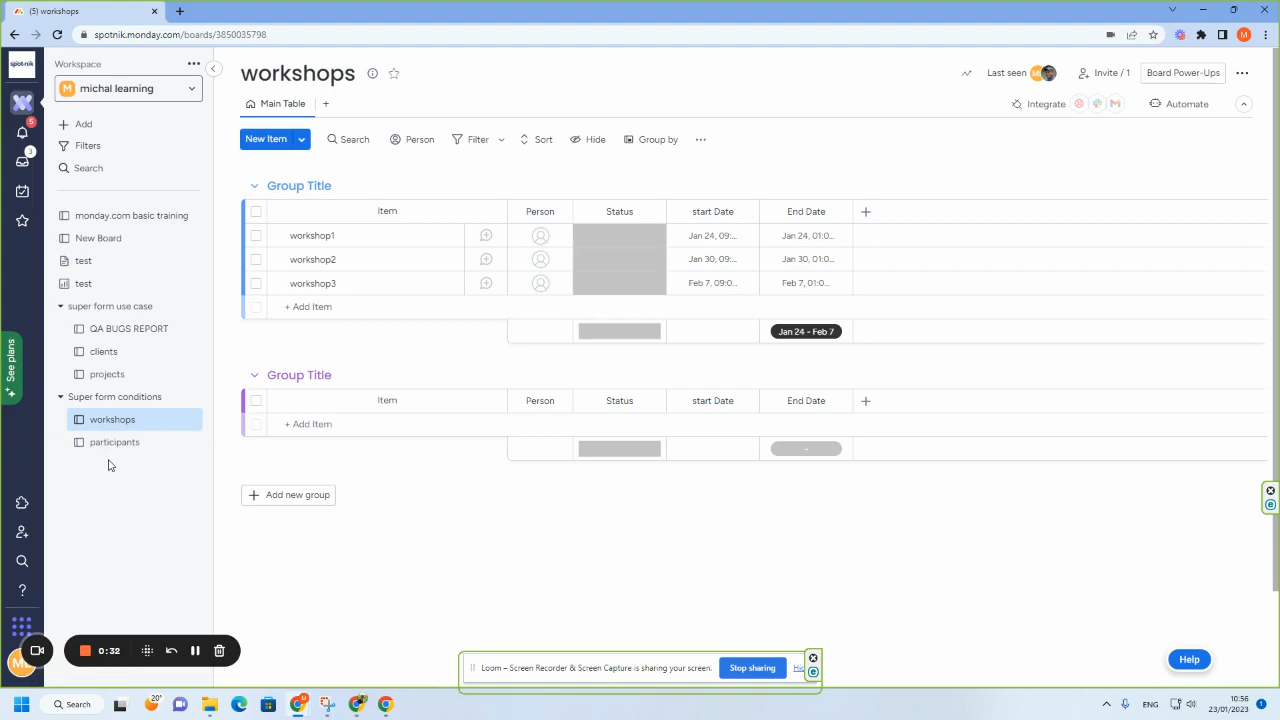 (5) workshops
spotnik.monday.com/boards/3850035798
M
spot-nik
Workspace
M michal learning
Add
Filters
Search
monday.com basic training
New Board
test
test
super form use case
QA BUGS REPORT
clients
projects
Super form conditions
workshops
participants
5
3
See plans
workshops
Last seen
Invite / 1
Board Power-Ups
Main Table
+
Integrate
Automate
New Item
Search
Person
Filter
Sort
Hide
Group by
Group Title
Item Person Status start Date End Date
workshop1 Jan 24, 09:... Jan 24, 01:0...
workshop2 Jan 30, 09:... Jan 30, 01:0...
workshop3 Feb 7, 09:0... Feb 7, 01:0...
+ Add Item
Jan 24 - Feb 7
Group Title
Item Person Status start Date End Date
+ Add Item
-
Add new group
0:32
Loom – Screen Recorder & Screen Capture is sharing your screen.
Stop sharing
Help
Search
20°
ENG
10:56
23/01/2023
1